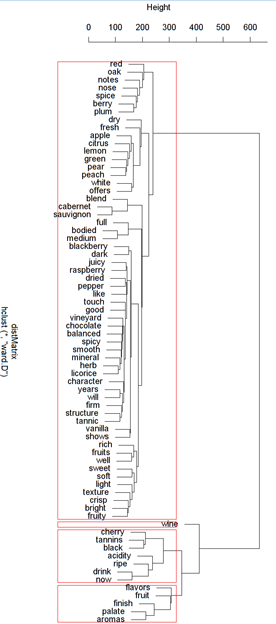 Height
0 100 200 300 400 500 600
red
oak
notes
nose
spice
berry
plum
dry
fresh
apple
citrus
lemon
green
pear
peach
white
offers
blend
cabernet
sauvignon
full
bodied
medium
blackberry
dark
juicy
raspberry
dried
pepper
like
touch
good
vineyard
chocolate
balanced
spicy
smooth
mineral
herb
licorice
character
years
will
firm
structure
tannic
vanilla
shows
rich
fruits
well
sweet
soft
light
texture
crisp
bright
fruity
wine
cherry
tannins
black
acidity
ripe
drink
now
flavors
fruit
finish
palate
aromas
distMatrix
hclust (*, "ward.D")